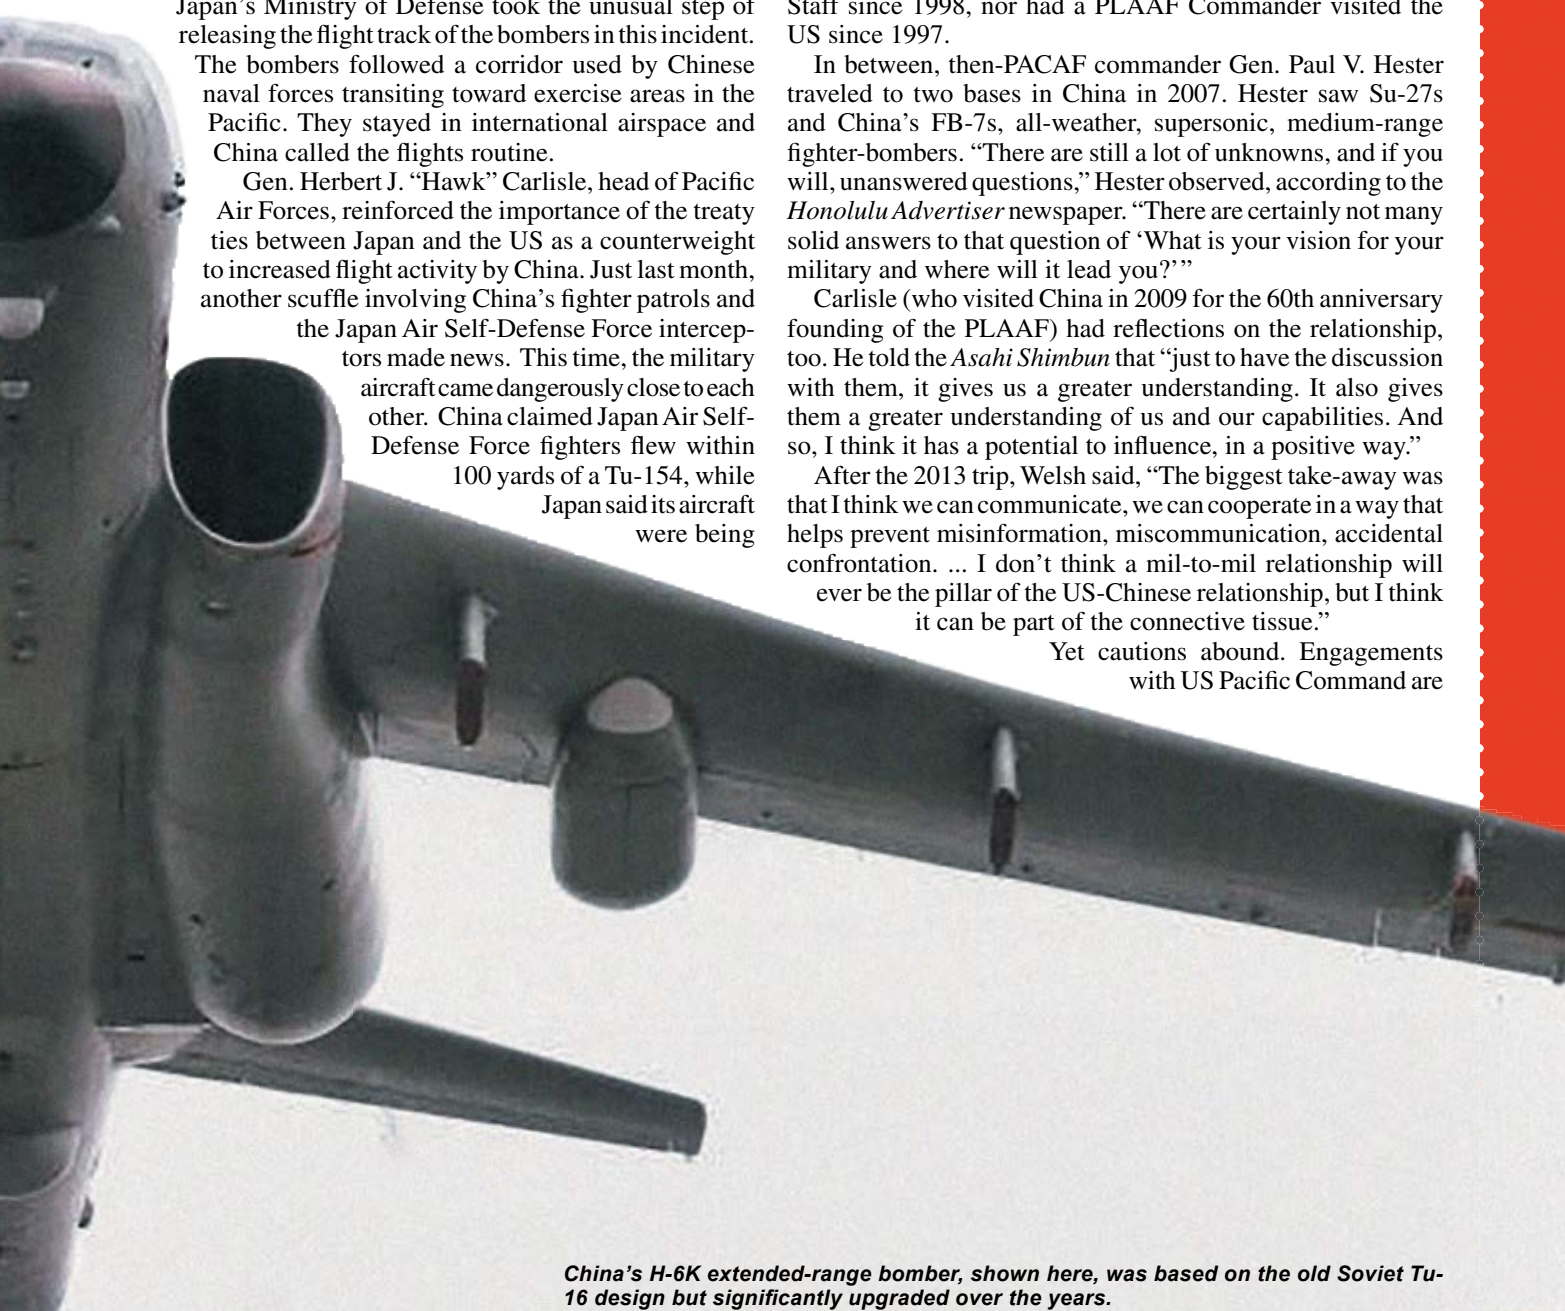 Japan's Ministry of Defense took the unusual step of
releasing the flight track of the bombers in this incident.
The bombers followed a corridor used by Chinese
naval forces transiting toward exercise areas in the
Pacific. They stayed in international airspace and
China called the flights routine.
Gen. Herbert J. “Hawk” Carlisle, head of Pacific
Air Forces, reinforced the importance of the treaty
ties between Japan and the US as a counterweight
to increased flight activity by China. Just last month,
another scuffle involving China’s fighter patrols and
the Japan Air Self-Defense Force intercep-
tors made news. This time, the military
aircraft came dangerously close to each
other. China claimed Japan Air Self-
Defense Force fighters flew within
100 yards of a Tu-154, while
Japan said its aircraft
were being
Staff since 1998, nor had a PLAAF Commander visited the
US since 1997.
In between, then-PACAF commander Gen. Paul V. Hester
traveled to two bases in China in 2007. Hester saw Su-27s
and China’s FB-7s, all-weather, supersonic, medium-range
fighter-bombers. “There are still a lot of unknowns, and if you
will, unanswered questions,” Hester observed, according to the
Honolulu Advertiser newspaper. “There are certainly not many
solid answers to that question of ‘What is your vision for your
military and where will it lead you?’”
Carlisle (who visited China in 2009 for the 60th anniversary
founding of the PLAAF) had reflections on the relationship,
too. He told the Asahi Shimbun that “just to have the discussion
with them, it gives us a greater understanding. It also gives
them a greater understanding of us and our capabilities. And
so, I think it has a potential to influence, in a positive way.”
After the 2013 trip, Welsh said, “The biggest take-away was
that I think we can communicate, we can cooperate in a way that
helps prevent misinformation, miscommunication, accidental
confrontation. ... I don’t think a mil-to-mil relationship will
ever be the pillar of the US-Chinese relationship, but I think
it can be part of the connective tissue.”
Yet cautions abound. Engagements
with US Pacific Command are
China’s H-6K extended-range bomber, shown here, was based on the old Soviet Tu-
16 design but significantly upgraded over the years.